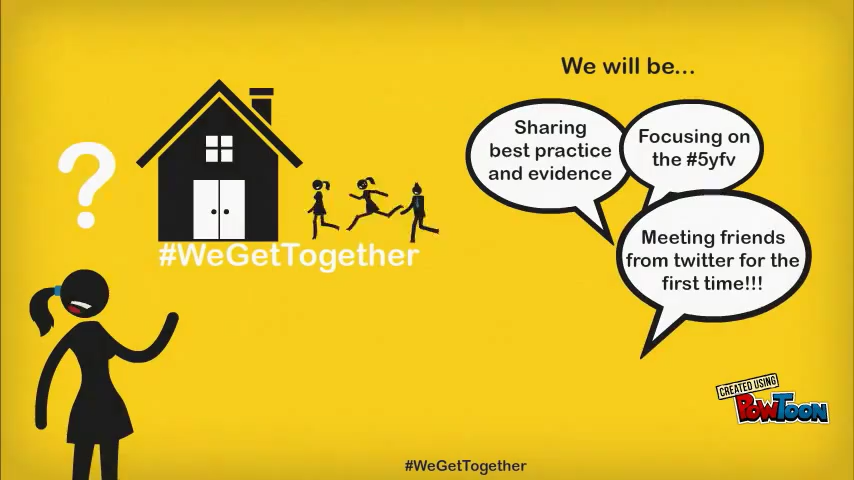 We will be...
?
Sharing
best practice
and evidence
Focusing on
the #5yfv
#WeGetTogether
Meeting friends
from twitter for the
first time!!!
CREATED USING
POWTOON
#WeGetTogether